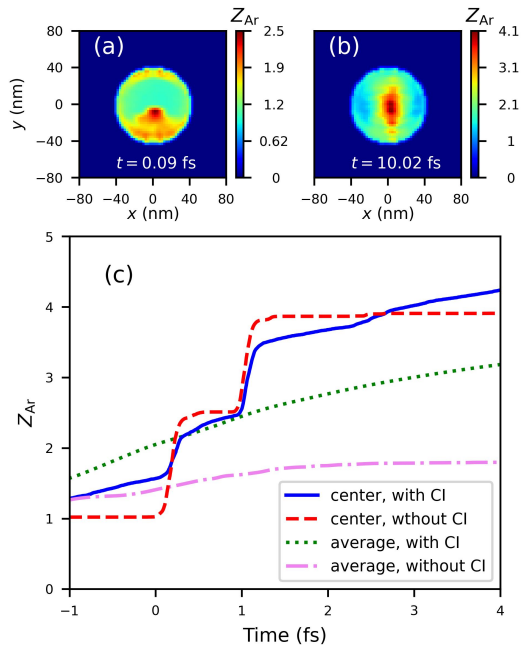 Z_Ar
Z_Ar
(a)
(b)
y (nm)
80
40
0
−40
−80
2.5
1.9
1.2
0.62
0
4.1
3.1
2.1
1
0
t = 0.09 fs
t = 10.02 fs
−80 −40 0 40 80
−80 −40 0 40 80
x (nm)
x (nm)
(c)
Z_Ar
5
4
3
2
1
0
center, with CI
center, wthout CI
average, with CI
average, without CI
−1 0 1 2 3 4
Time (fs)